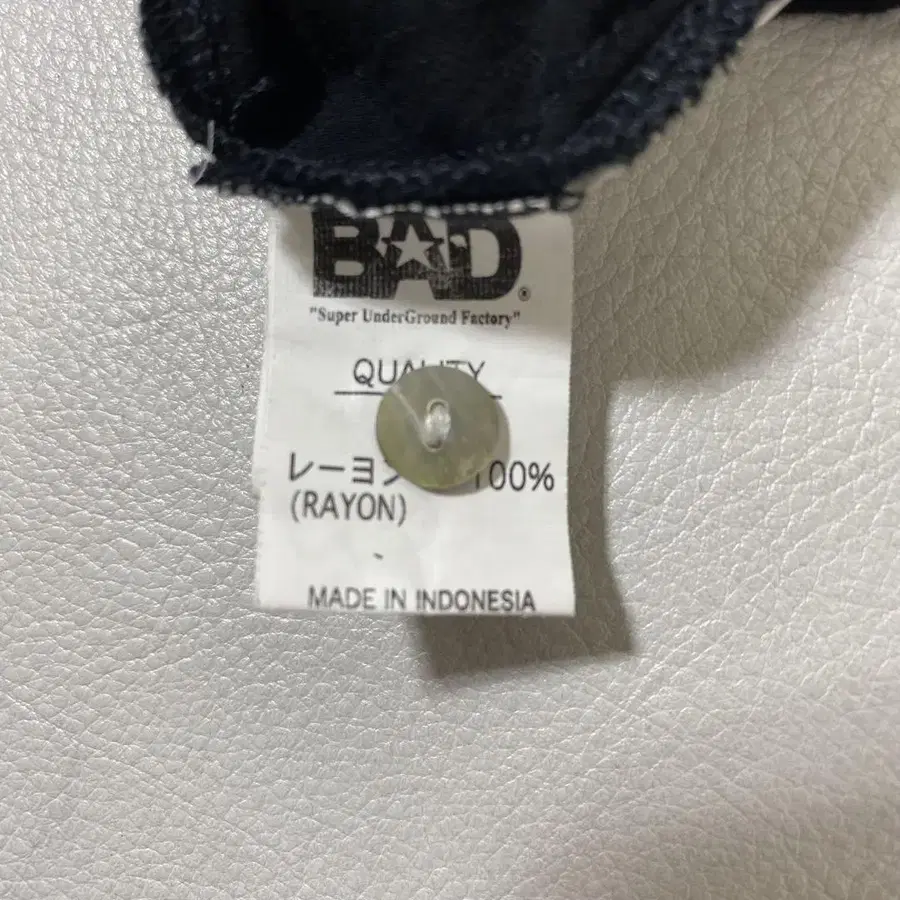 BAD®
"Super UnderGround Factory"
QUALITY
レーヨン 100%
(RAYON)
MADE IN INDONESIA